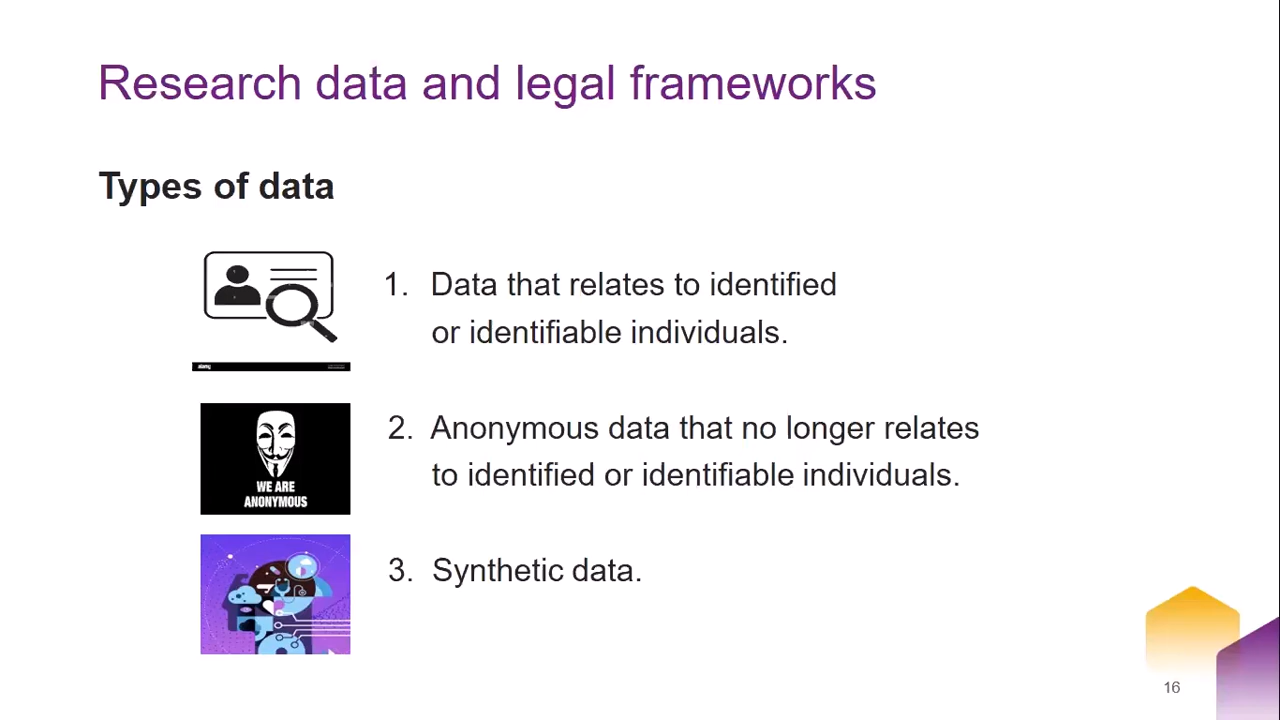 Research data and legal frameworks
Types of data
1. Data that relates to identified
or identifiable individuals.
alamy
2. Anonymous data that no longer relates
to identified or identifiable individuals.
WE ARE
ANONYMOUS
3. Synthetic data.
16